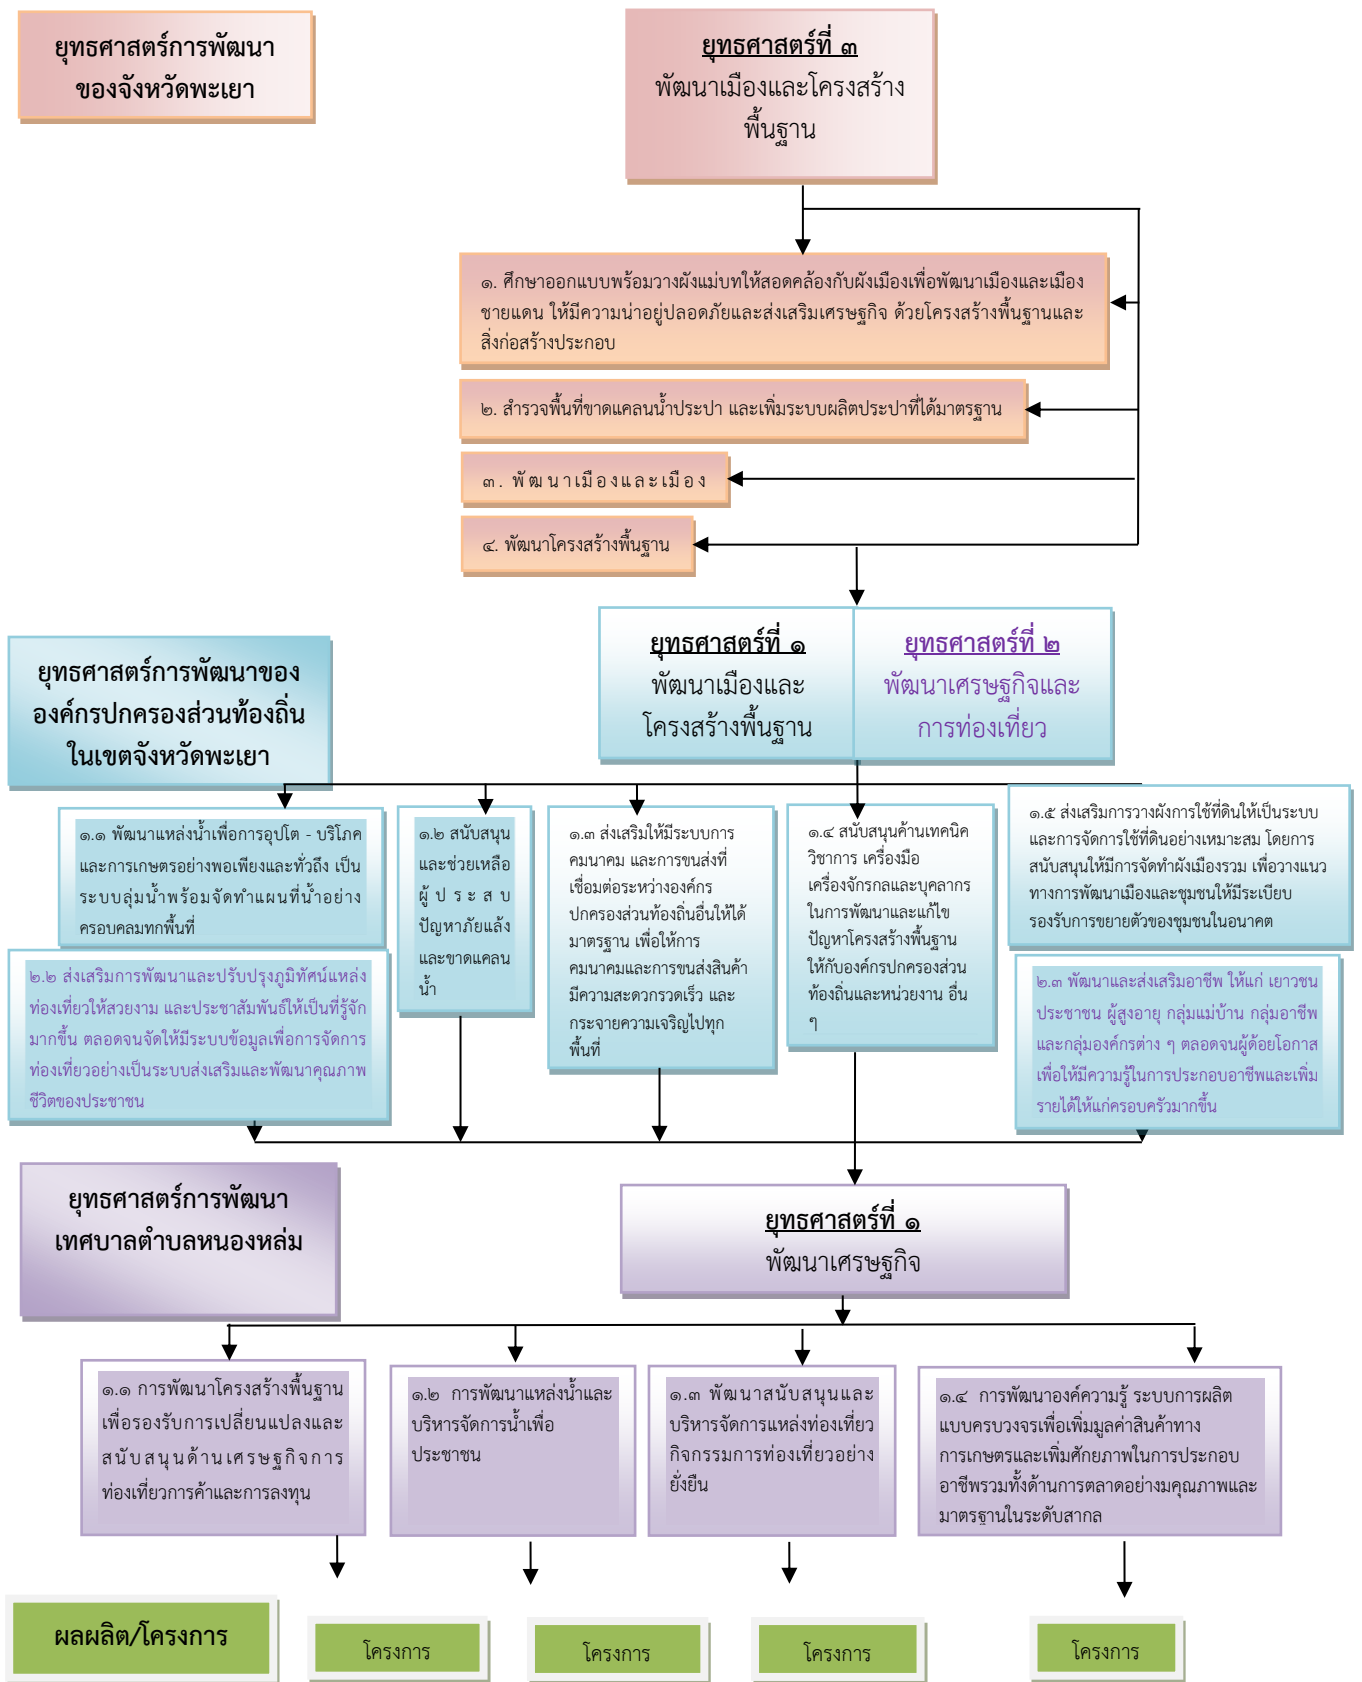 ยุทธศาสตร์การพัฒนา
ของจังหวัดพะเยา
ยุทธศาสตร์ที่ ๓
พัฒนาเมืองและโครงสร้าง
พื้นฐาน
๑. ศึกษาออกแบบพร้อมวางผังแม่บทให้สอดคล้องกับผังเมืองเพื่อพัฒนาเมืองและเมือง
ชายแดน ให้มีความน่าอยู่ปลอดภัยและส่งเสริมเศรษฐกิจ ด้วยโครงสร้างพื้นฐานและ
สิ่งก่อสร้างประกอบ
๒. สำรวจพื้นที่ขาดแคลนน้ำประปา และเพิ่มระบบผลิตประปาที่ได้มาตรฐาน
๓. พัฒนาเมืองและเมือง
๔. พัฒนาโครงสร้างพื้นฐาน
ยุทธศาสตร์การพัฒนาของ
องค์กรปกครองส่วนท้องถิ่น
ในเขตจังหวัดพะเยา
ยุทธศาสตร์ที่ ๑
พัฒนาเมืองและ
โครงสร้างพื้นฐาน
ยุทธศาสตร์ที่ ๒
พัฒนาเศรษฐกิจและ
การท่องเที่ยว
๑.๑ พัฒนาแหล่งน้ำเพื่อการอุปโต - บริโภค
และการเกษตรอย่างพอเพียงและทั่วถึง เป็น
ระบบลุ่มน้ำพร้อมจัดทำแผนที่น้ำอย่าง
ครอบคลมทกพื้นที่
๑.๒ สนับสนุน
และช่วยเหลือ
ผู้ประสบ
ปัญหาภัยแล้ง
และขาดแคลน
น้ำ
๑.๓ ส่งเสริมให้มีระบบการ
คมนาคม และการขนส่งที่
เชื่อมต่อระหว่างองค์กร
ปกครองส่วนท้องถิ่นอื่นให้ได้
มาตรฐาน เพื่อให้การ
คมนาคมและการขนส่งสินค้า
มีความสะดวกรวดเร็ว และ
กระจายความเจริญไปทุก
พื้นที่
๑.๔ สนับสนุนค้านเทคนิค
วิชาการ เครื่องมือ
เครื่องจักรกลและบุคลากร
ในการพัฒนาและแก้ไข
ปัญหาโครงสร้างพื้นฐาน
ให้กับองค์กรปกครองส่วน
ท้องถิ่นและหน่วยงาน อื่น
ๆ
๑.๕ ส่งเสริมการวางผังการใช้ที่ดินให้เป็นระบบ
และการจัดการใช้ที่ดินอย่างเหมาะสม โดยการ
สนับสนุนให้มีการจัดทำผังเมืองรวม เพื่อวางแนว
ทางการพัฒนาเมืองและชุมชนให้มีระเบียบ
รองรับการขยายตัวของชุมชนในอนาคต
๒.๒ ส่งเสริมการพัฒนาและปรับปรุงภูมิทัศน์แหล่ง
ท่องเที่ยวให้สวยงาม และประชาสัมพันธ์ให้เป็นที่รู้จัก
มากขึ้น ตลอดจนจัดให้มีระบบข้อมูลเพื่อการจัดการ
ท่องเที่ยวอย่างเป็นระบบส่งเสริมและพัฒนาคุณภาพ
ชีวิตของประชาชน
๒.๓ พัฒนาและส่งเสริมอาชีพ ให้แก่ เยาวชน
ประชาชน ผู้สูงอายุ กลุ่มแม่บ้าน กลุ่มอาชีพ
และกลุ่มองค์กรต่าง ๆ ตลอดจนผู้ด้อยโอกาส
เพื่อให้มีความรู้ในการประกอบอาชีพและเพิ่ม
รายได้ให้แก่ครอบครัวมากขึ้น
ยุทธศาสตร์การพัฒนา
เทศบาลตำบลหนองหล่ม
ยุทธศาสตร์ที่ ๑
พัฒนาเศรษฐกิจ
๑.๑ การพัฒนาโครงสร้างพื้นฐาน
เพื่อรองรับการเปลี่ยนแปลงและ
สนับสนุนด้านเศรษฐกิจการ
ท่องเที่ยวการค้าและการลงทุน
๑.๒ การพัฒนาแหล่งน้ำและ
บริหารจัดการน้ำเพื่อ
ประชาชน
๑.๓ พัฒนาสนับสนุนและ
บริหารจัดการแหล่งท่องเที่ยว
กิจกรรมการท่องเที่ยวอย่าง
ยั่งยืน
๑.๔ การพัฒนาองค์ความรู้ ระบบการผลิต
แบบครบวงจรเพื่อเพิ่มมูลค่าสินค้าทาง
การเกษตรและเพิ่มศักยภาพในการประกอบ
อาชีพรวมทั้งด้านการตลาดอย่างมคุณภาพและ
มาตรฐานในระดับสากล
ผลผลิต/โครงการ
โครงการ
โครงการ
โครงการ
โครงการ